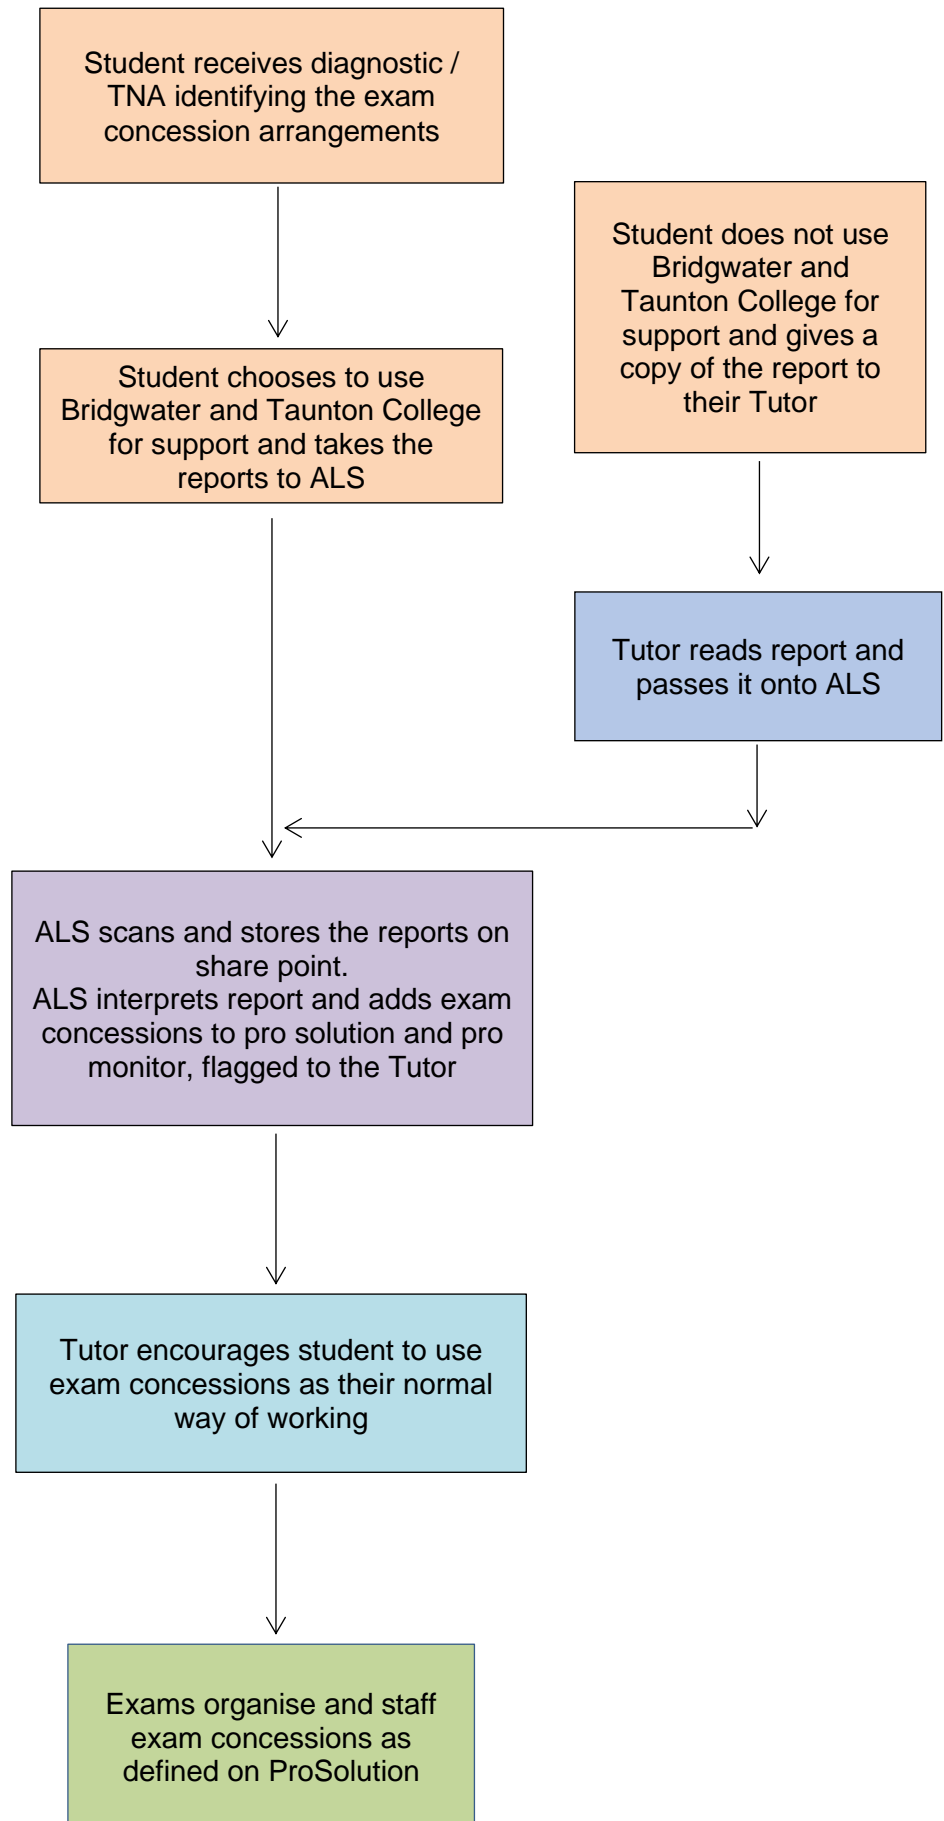 Student receives diagnostic /
TNA identifying the exam
concession arrangements
Student does not use
Bridgwater and
Taunton College for
support and gives a
copy of the report to
their Tutor
Student chooses to use
Bridgwater and Taunton College
for support and takes the
reports to ALS
Tutor reads report and
passes it onto ALS
ALS scans and stores the reports on
share point.
ALS interprets report and adds exam
concessions to pro solution and pro
monitor, flagged to the Tutor
Tutor encourages student to use
exam concessions as their normal
way of working
Exams organise and staff
exam concessions as
defined on ProSolution